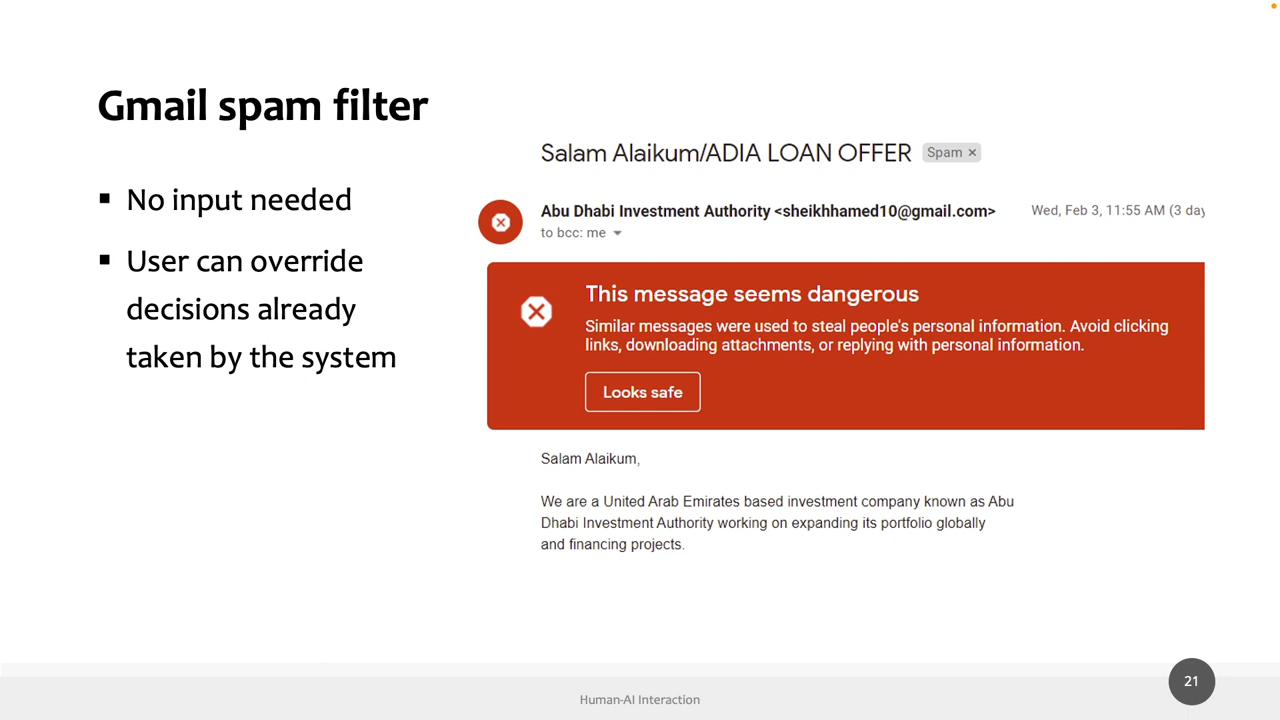 Gmail spam filter
▪ No input needed
▪ User can override
decisions already
taken by the system
Salam Alaikum/ADIA LOAN OFFER Spam ×
Abu Dhabi Investment Authority <sheikhhamed10@gmail.com> Wed, Feb 3, 11:55 AM (3 day
to bcc: me
This message seems dangerous
Similar messages were used to steal people's personal information. Avoid clicking
links, downloading attachments, or replying with personal information.
Looks safe
Salam Alaikum,
We are a United Arab Emirates based investment company known as Abu
Dhabi Investment Authority working on expanding its portfolio globally
and financing projects.
Human-AI Interaction
21